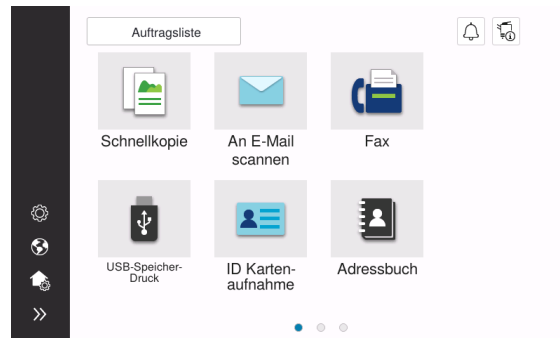 Auftragsliste
Schnellkopie
An E-Mail
scannen
Fax
USB-Speicher-
Druck
ID Karten-
aufnahme
Adressbuch